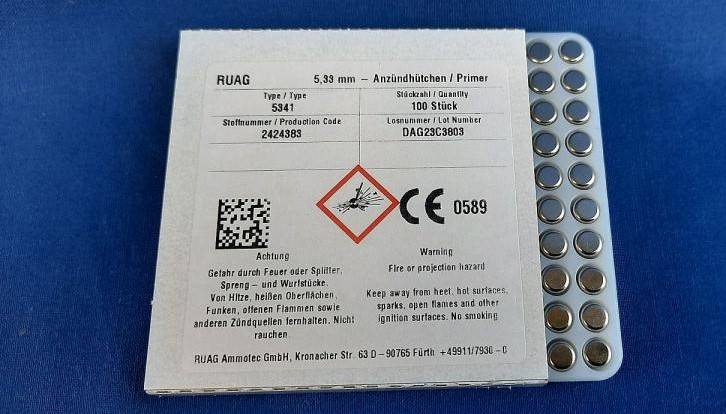 RUAG 5,33 mm – Anzündhütchen / Primer
Type / Type Stückzahl / Quantity
5341 100 Stück
Stoffnummer / Production Code Losnummer / Lot Number
2424383 DAG23C3803
CE 0589
Achtung
Gefahr durch Feuer oder Splitter,
Spreng – und Wurfstücke.
Von Hitze, heißen Oberflächen,
Funken, offenen Flammen sowie
anderen Zündquellen fernhalten. Nicht
rauchen
Warning
Fire or projection hazard
Keep away from heet, hot surfaces,
sparks, open flames and other
ignition surfaces. No smoking
RUAG Ammotec GmbH, Kronacher Str. 63 D – 90765 Fürth +49911/7930 – 0